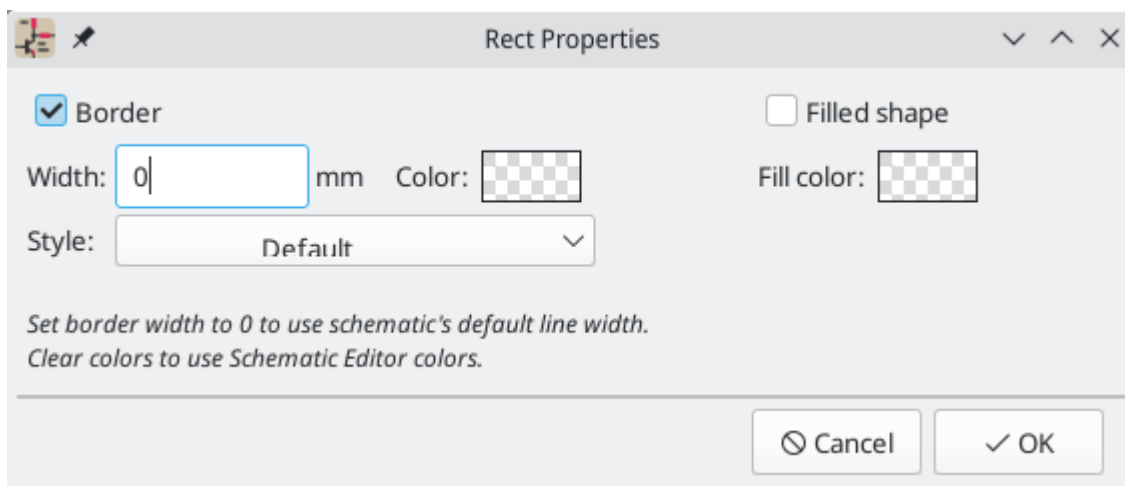 Rect Properties
Border
Filled shape
Width: 0 mm Color:
Fill color:
Style: Default
Set border width to 0 to use schematic's default line width.
Clear colors to use Schematic Editor colors.
Cancel
OK